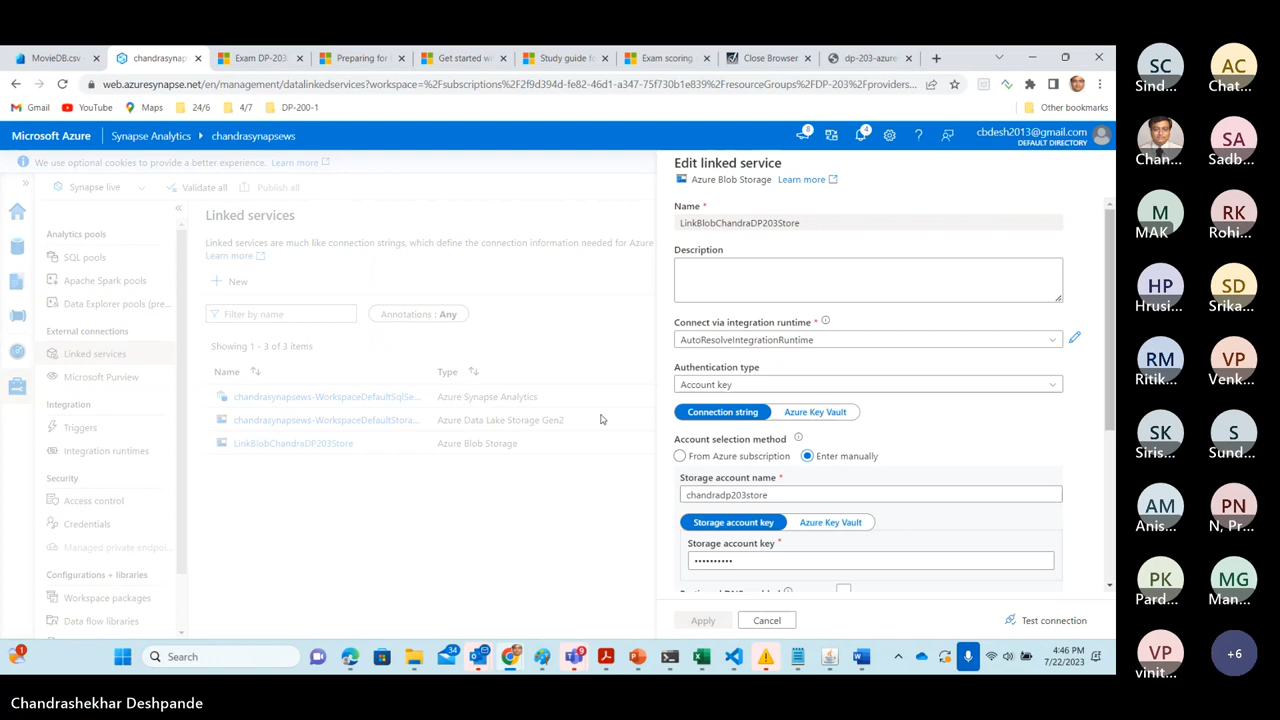 MovieDB.csv
chandrasynaps
Exam DP-203
Preparing for
Get started w
Study guide fo
Exam scoring
Close Browser
dp-203-azure
web.azuresynapse.net/en/management/datalinkedservices?workspace=%2Fsubscriptions%2F2f9d9e4d-fe82-46d1-a347-75f730b1e839%2FresourceGroups%2FDP-203%2Fproviders...
Gmail
YouTube
Maps
24/6
4/7
DP-200-1
Other bookmarks
Microsoft Azure
Synapse Analytics
chandrasynapsews
8
4
cbdesh2013@gmail.com
DEFAULT DIRECTORY
We use optional cookies to provide a better experience. Learn more
Synapse live
Validate all
Publish all
Analytics pools
SQL pools
Apache Spark pools
Data Explorer pools (pre...
External connections
Linked services
Microsoft Purview
Integration
Triggers
Integration runtimes
Security
Access control
Credentials
Managed private endpoi...
Configurations + libraries
Workspace packages
Data flow libraries
Linked services
Linked services are much like connection strings, which define the connection information needed for Azure
Learn more
New
Filter by name
Annotations : Any
Showing 1 - 3 of 3 items
Name
Type
chandrasynapsews-WorkspaceDefaultSqlSe...
Azure Synapse Analytics
chandrasynapsews-WorkspaceDefaultStora...
Azure Data Lake Storage Gen2
LinkBlobChandraDP203Store
Azure Blob Storage
Edit linked service
Azure Blob Storage Learn more
Name *
LinkBlobChandraDP203Store
Description
Connect via integration runtime *
AutoResolveIntegrationRuntime
Authentication type
Account key
Connection string
Azure Key Vault
Account selection method
From Azure subscription
Enter manually
Storage account name *
chandradp203store
Storage account key
Azure Key Vault
Storage account key *
••••••••••
Apply
Cancel
Test connection
1
Search
34
9
4:46 PM
7/22/2023
SC
Sind...
AC
Chat...
Chan...
SA
Sadb...
M
MAK
RK
Rohi...
HP
Hrusi...
SD
Srika...
RM
Ritik...
VP
Venk...
SK
Siris...
S
Sund...
AM
Anis...
PN
N, Pr...
PK
Pard...
MG
Man...
VP
vinit...
+6
Chandrashekhar Deshpande